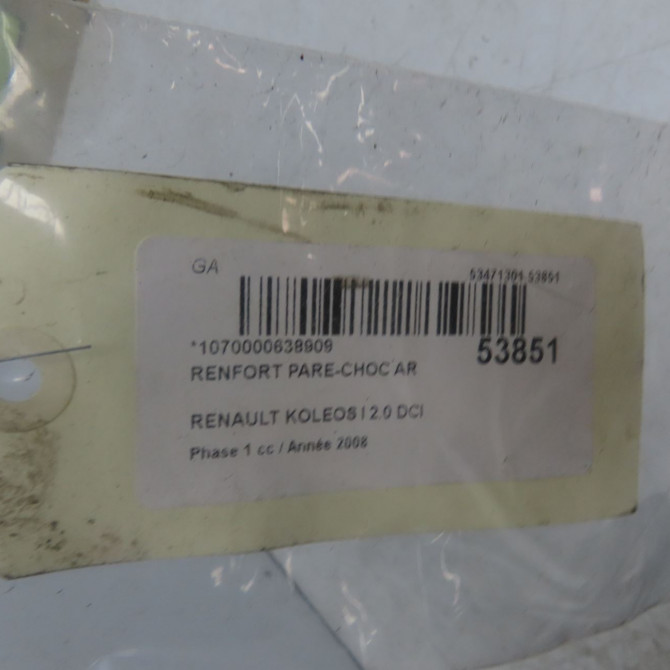 GA
53471301 53851
*1070000638909
53851
RENFORT PARE-CHOC AR
RENAULT KOLEOS I 2.0 DCI
Phase 1 cc / Année 2008